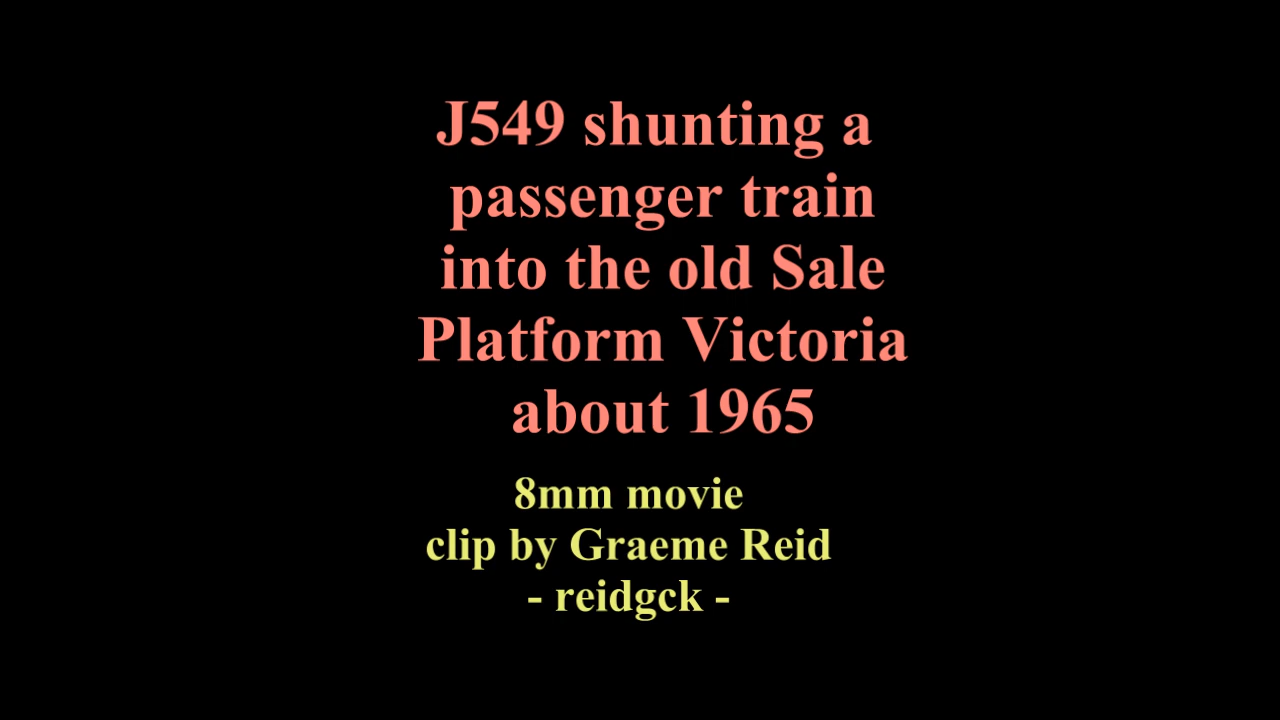 J549 shunting a
passenger train
into the old Sale
Platform Victoria
about 1965
8mm movie
clip by Graeme Reid
- reidgck -